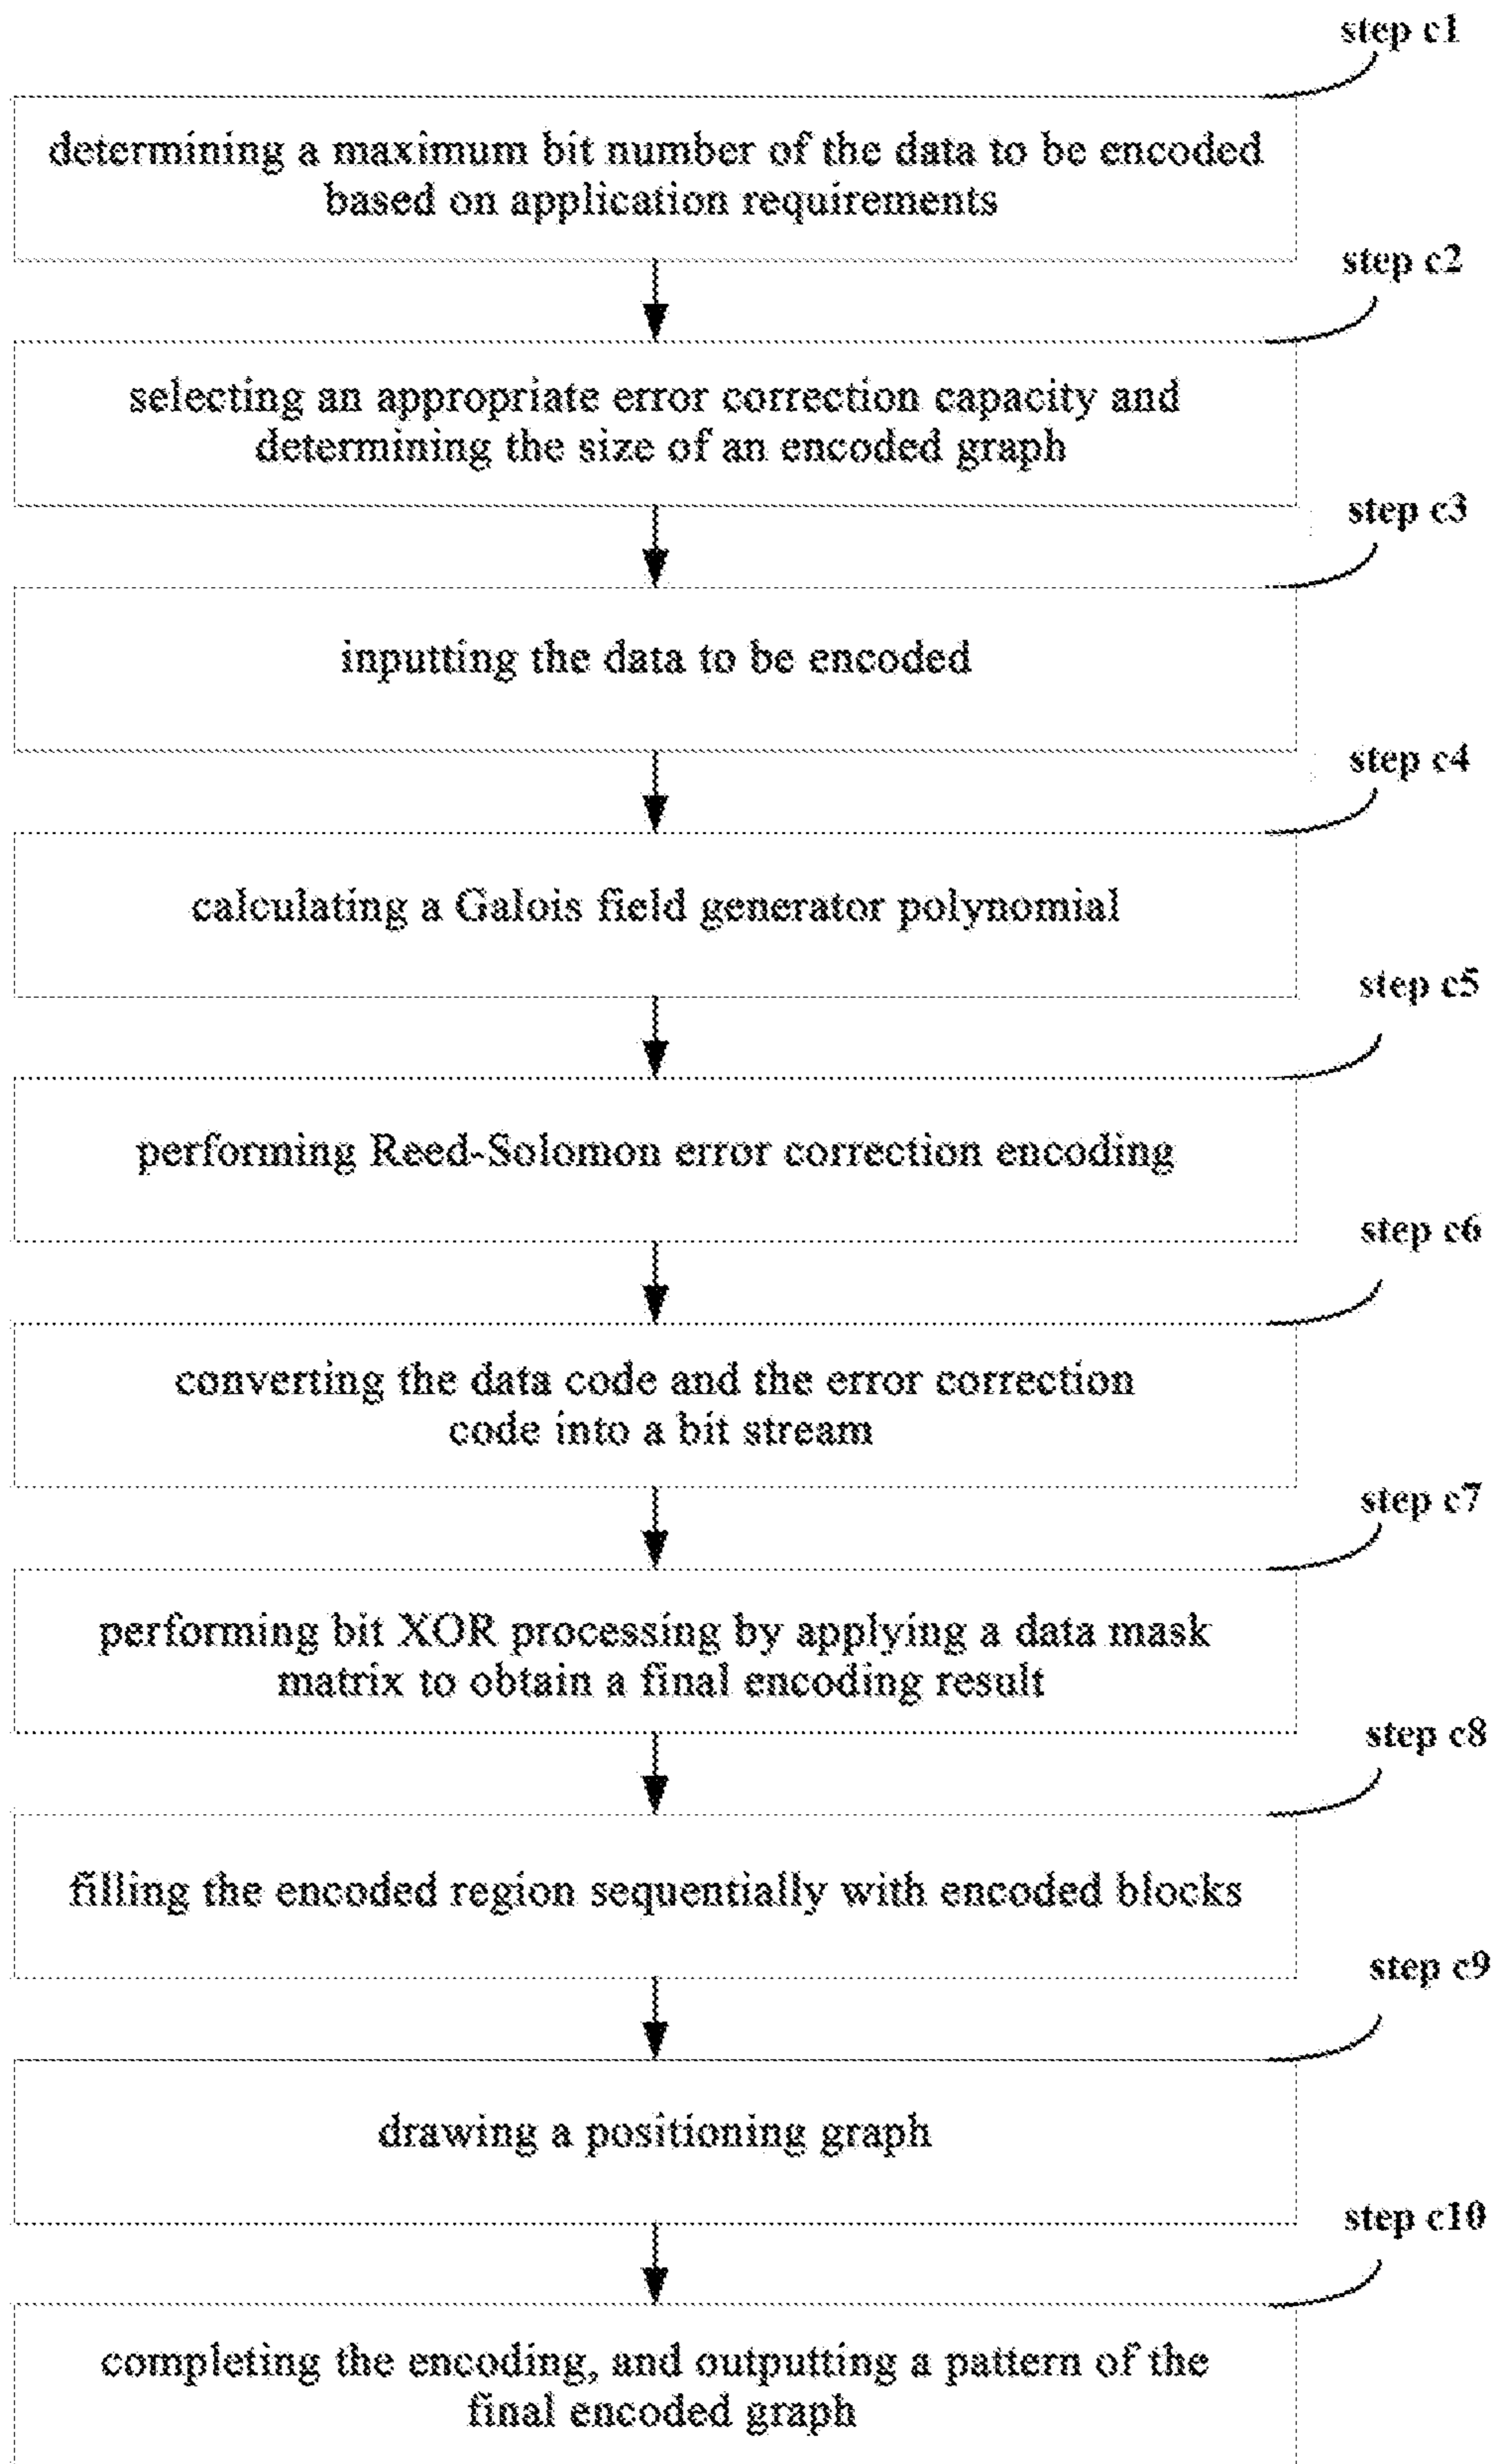 step c1
determining a maximum bit number of the data to be encoded
based on application requirements
step c2
selecting an appropriate error correction capacity and
determining the size of an encoded graph
step c3
inputting the data to be encoded
step c4
calculating a Galois field generator polynomial
step c5
performing Reed-Solomon error correction encoding
step c6
converting the data code and the error correction
code into a bit stream
step c7
performing bit XOR processing by applying a data mask
matrix to obtain a final encoding result
step c8
filling the encoded region sequentially with encoded blocks
step c9
drawing a positioning graph
step c10
completing the encoding, and outputting a pattern of the
final encoded graph